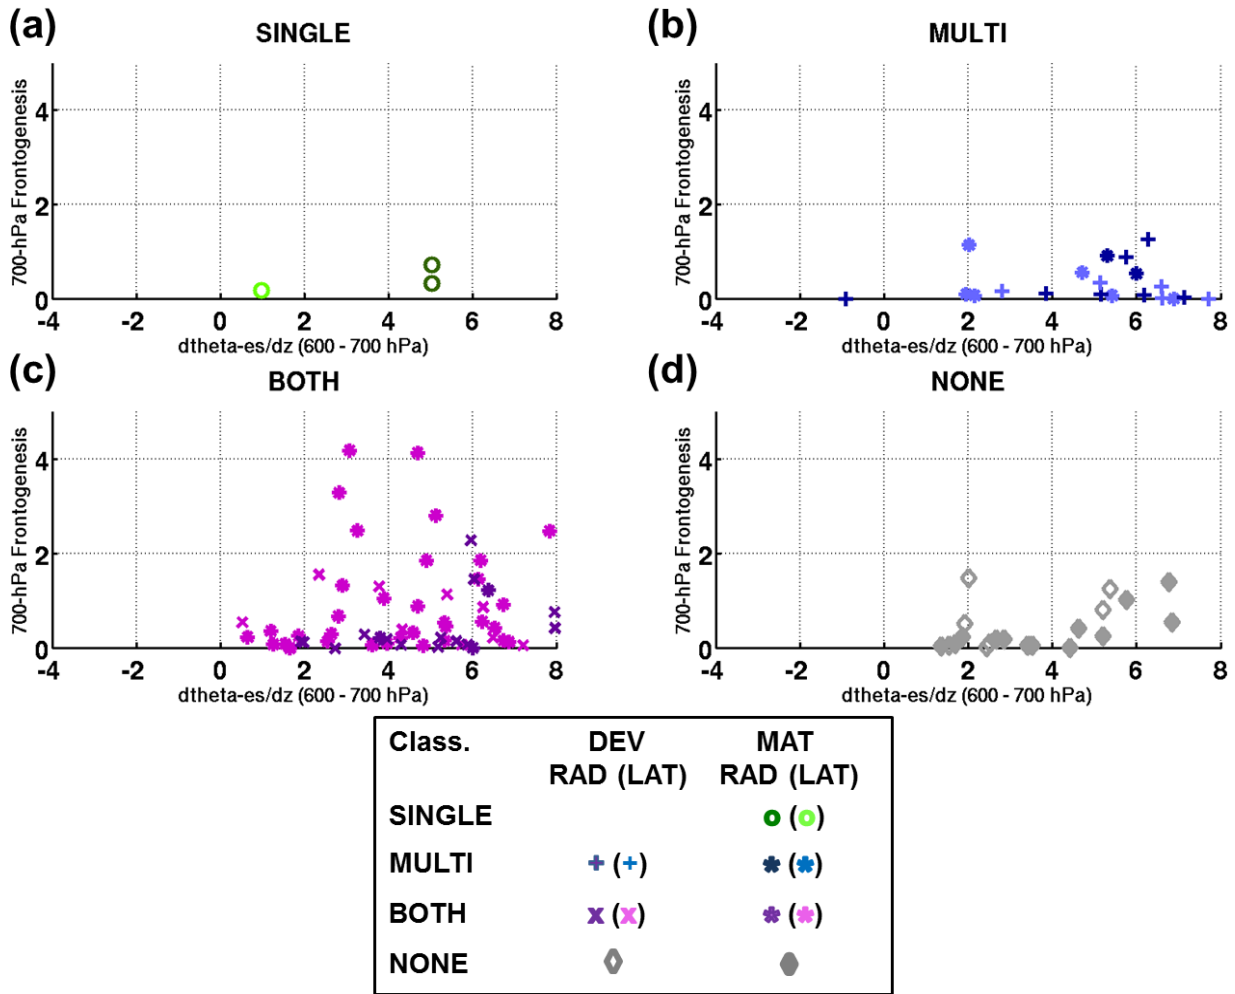 (a)
SINGLE
700-hPa Frontogenesis
4
2
0
-4 -2 0 2 4 6 8
dtheta-es/dz (600 - 700 hPa)
(b)
MULTI
700-hPa Frontogenesis
4
2
0
-4 -2 0 2 4 6 8
dtheta-es/dz (600 - 700 hPa)
(c)
BOTH
700-hPa Frontogenesis
4
2
0
-4 -2 0 2 4 6 8
dtheta-es/dz (600 - 700 hPa)
(d)
NONE
700-hPa Frontogenesis
4
2
0
-4 -2 0 2 4 6 8
dtheta-es/dz (600 - 700 hPa)
Class. DEV MAT
RAD (LAT) RAD (LAT)
SINGLE
MULTI
BOTH
NONE